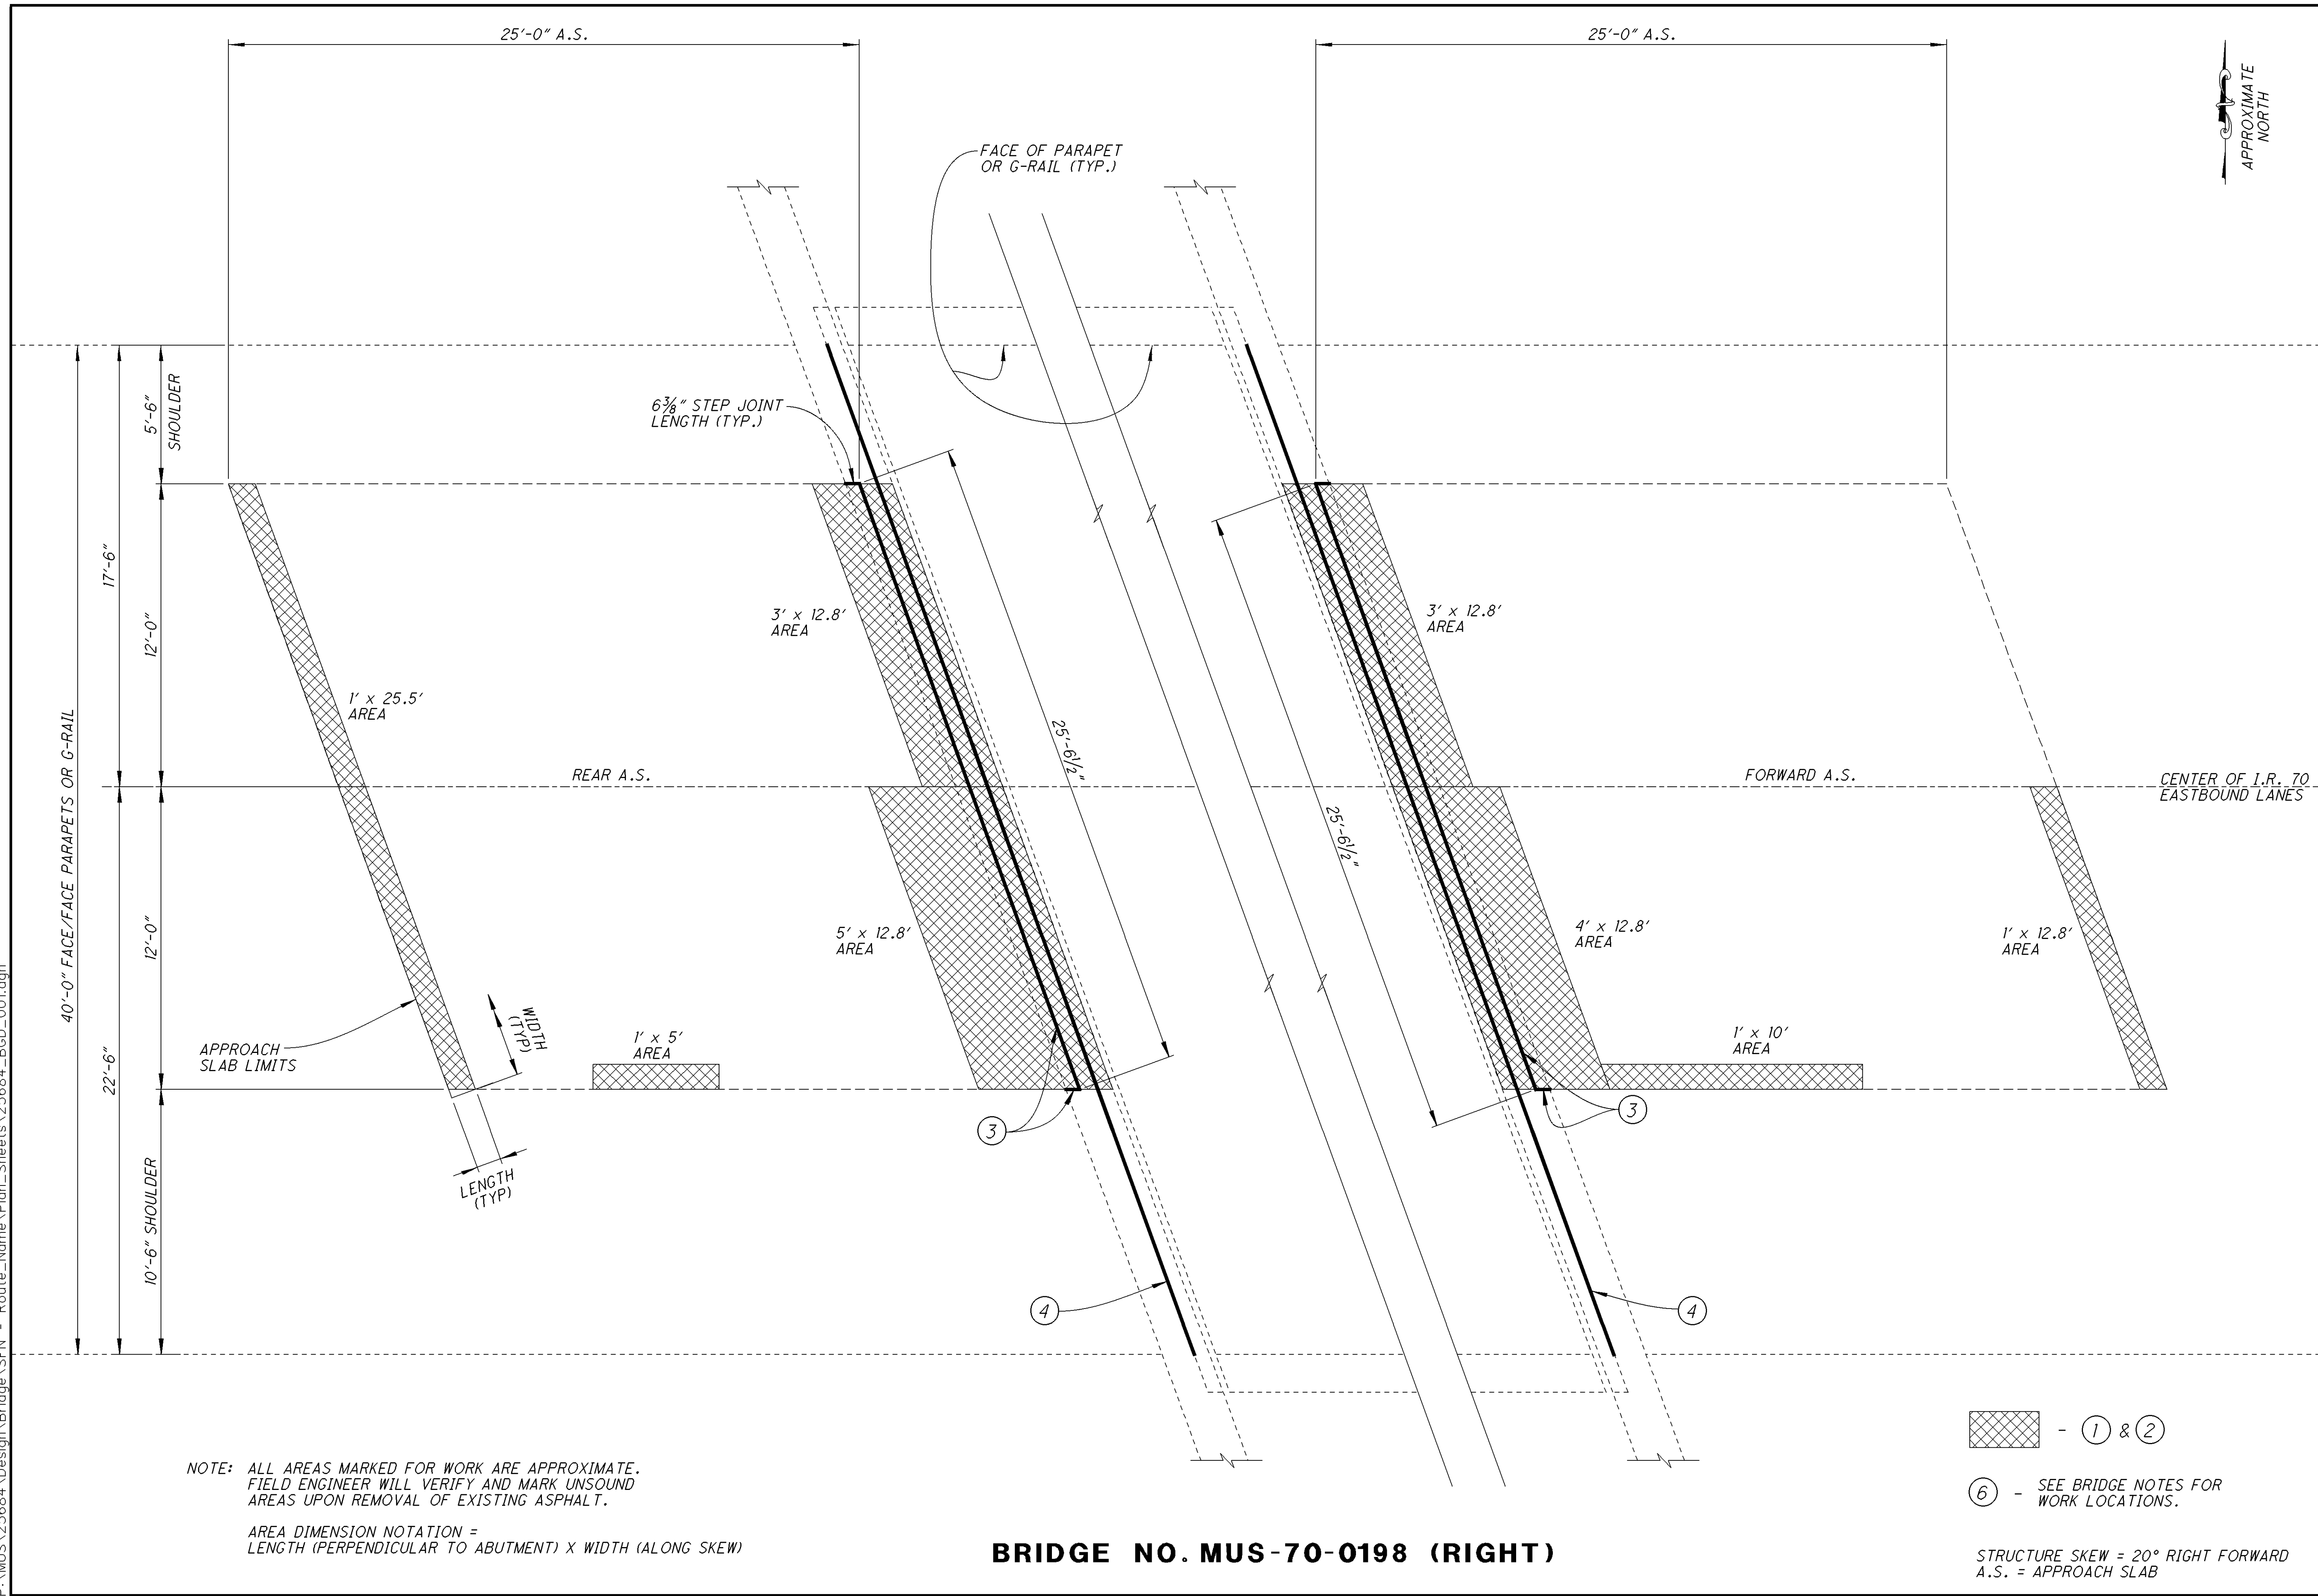 25'-0" A.S.
25'-0" A.S.
APPROXIMATE
NORTH
FACE OF PARAPET
OR G-RAIL (TYP.)
5'-6"
SHOULDER
6⅜" STEP JOINT
LENGTH (TYP.)
17'-6"
12'-0"
3' x 12.8'
AREA
3' x 12.8'
AREA
1' x 25.5'
AREA
40'-0" FACE/FACE PARAPETS OR G-RAIL
25'-6½"
25'-6½"
REAR A.S.
FORWARD A.S.
CENTER OF I.R. 70
EASTBOUND LANES
12'-0"
5' x 12.8'
AREA
4' x 12.8'
AREA
1' x 12.8'
AREA
WIDTH
(TYP)
APPROACH
SLAB LIMITS
1' x 5'
AREA
1' x 10'
AREA
22'-6"
3
3
LENGTH
(TYP)
10'-6" SHOULDER
4
4
- 1 & 2
6 - SEE BRIDGE NOTES FOR
WORK LOCATIONS.
NOTE: ALL AREAS MARKED FOR WORK ARE APPROXIMATE.
FIELD ENGINEER WILL VERIFY AND MARK UNSOUND
AREAS UPON REMOVAL OF EXISTING ASPHALT.
AREA DIMENSION NOTATION =
LENGTH (PERPENDICULAR TO ABUTMENT) X WIDTH (ALONG SKEW)
BRIDGE NO. MUS-70-0198 (RIGHT)
STRUCTURE SKEW = 20° RIGHT FORWARD
A.S. = APPROACH SLAB